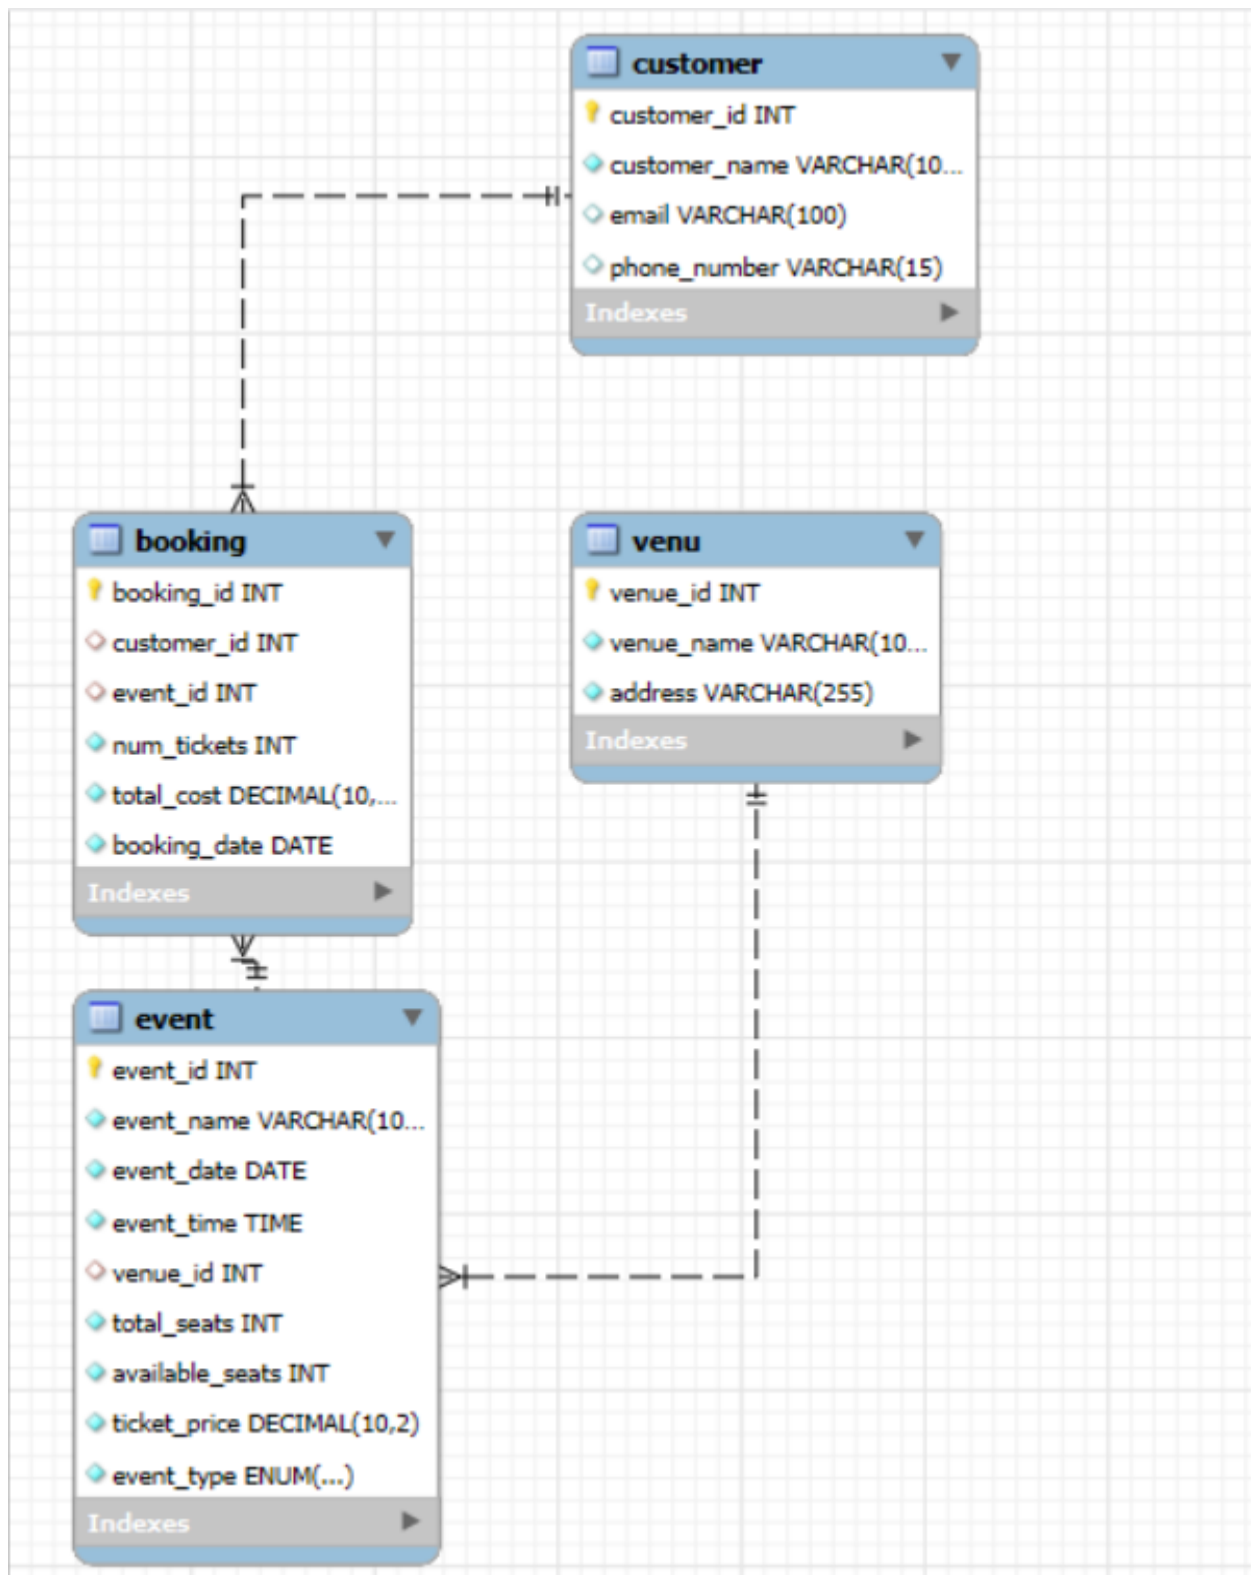 customer
customer_id INT
customer_name VARCHAR(10...
email VARCHAR(100)
phone_number VARCHAR(15)
Indexes
booking
booking_id INT
customer_id INT
event_id INT
num_tickets INT
total_cost DECIMAL(10,...
booking_date DATE
Indexes
venu
venue_id INT
venue_name VARCHAR(10...
address VARCHAR(255)
Indexes
event
event_id INT
event_name VARCHAR(10...
event_date DATE
event_time TIME
venue_id INT
total_seats INT
available_seats INT
ticket_price DECIMAL(10,2)
event_type ENUM(...)
Indexes